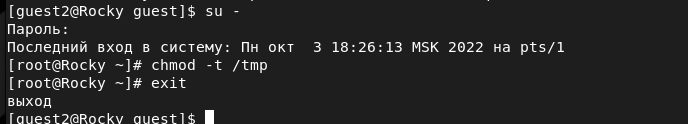 [guest2@Rocky guest]$ su -
Пароль:
Последний вход в систему: Пн окт  3 18:26:13 MSK 2022 на pts/1
[root@Rocky ~]# chmod -t /tmp
[root@Rocky ~]# exit
выход
[guest2@Rocky guest]$